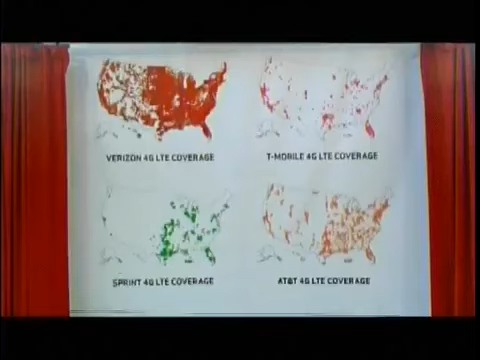 VERIZON 4G LTE COVERAGE
T-MOBILE 4G LTE COVERAGE
SPRINT 4G LTE COVERAGE
AT&T 4G LTE COVERAGE